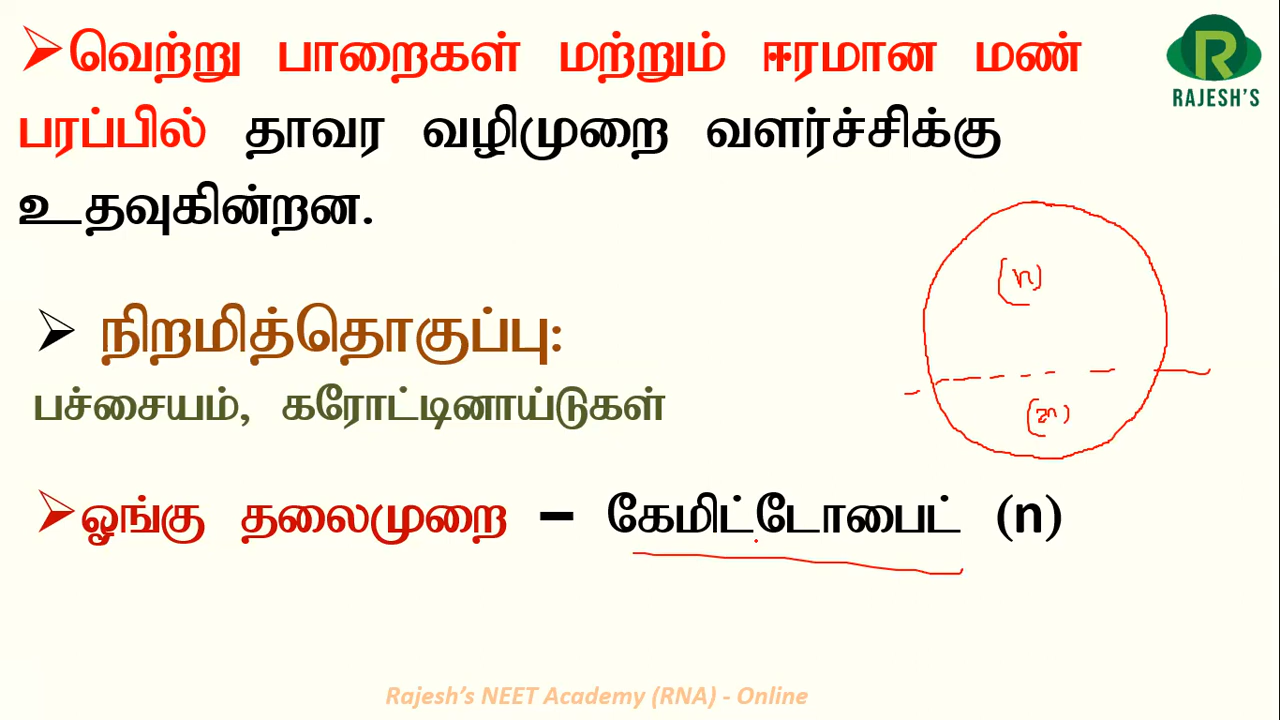 ➢வெற்று பாறைகள் மற்றும் ஈரமான மண்
பரப்பில் தாவர வழிமுறை வளர்ச்சிக்கு
உதவுகின்றன.
R
RAJESH'S
(n)
➢ நிறமித்தொகுப்பு:
பச்சையம், கரோட்டினாய்டுகள்
(2n)
➢ஓங்கு தலைமுறை – கேமிட்டோபைட் (n)
Rajesh's NEET Academy (RNA) - Online